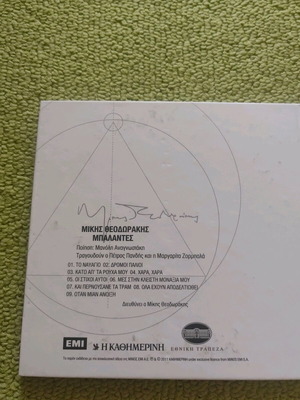 ΜΙΚΗΣ ΘΕΟΔΩΡΑΚΗΣ
ΜΠΑΛΑΝΤΕΣ
Ποίηση: Μανόλη Αναγνωστάκη
Τραγουδούν ο Πέτρος Πανδής και η Μαργαρίτα Ζορμπαλά
01. ΤΟ ΝΑΥΑΓΙΟ 02. ΔΡΟΜΟΙ ΠΑΛΙΟΙ
03. ΚΑΤΩ ΑΠ' ΤΑ ΡΟΥΧΑ ΜΟΥ 04. ΧΑΡΑ, ΧΑΡΑ
05. ΟΙ ΣΤΙΧΟΙ ΑΥΤΟΙ 06. ΜΕΣ ΣΤΗΝ ΚΛΕΙΣΤΗ ΜΟΝΑΞΙΑ ΜΟΥ
07. ΚΑΙ ΠΕΡΝΟΥΣΑΜΕ ΤΑ ΤΡΑΜ 08. ΟΛΑ ΕΧΟΥΝ ΑΠΟΔΕΛΤΙΩΘΕΙ
09. ΟΤΑΝ ΜΙΑΝ ΑΝΟΙΞΗ
Διευθύνει ο Μίκης Θεοδωράκης
EMI Η ΚΑΘΗΜΕΡΙΝΗ ΕΘΝΙΚΗ ΤΡΑΠΕΖΑ